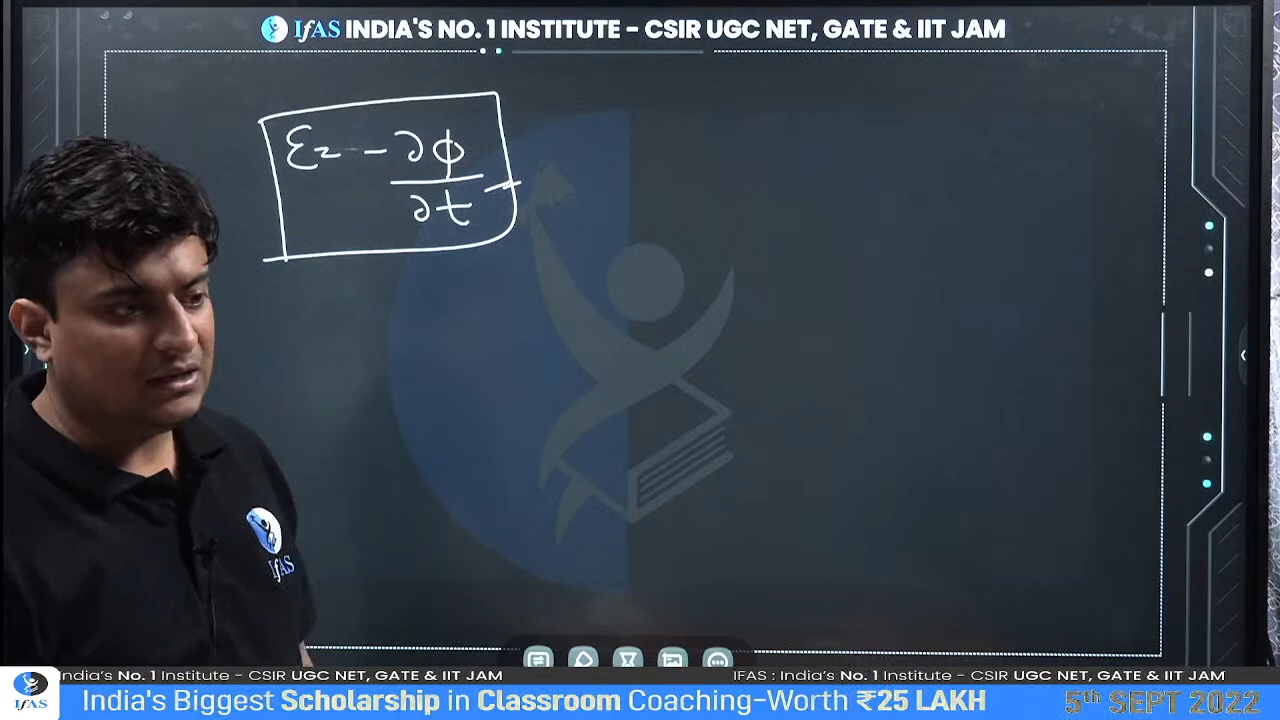 IfAS INDIA'S NO. 1 INSTITUTE - CSIR UGC NET, GATE & IIT JAM
ε = - ∂φ
∂t
IfAS
India's No. 1 Institute - CSIR UGC NET, GATE & IIT JAM
IFAS : India's No. 1 Institute - CSIR UGC NET, GATE & IIT JAM
IfAS
India's Biggest Scholarship in Classroom Coaching-Worth ₹25 LAKH
5th SEPT 2022